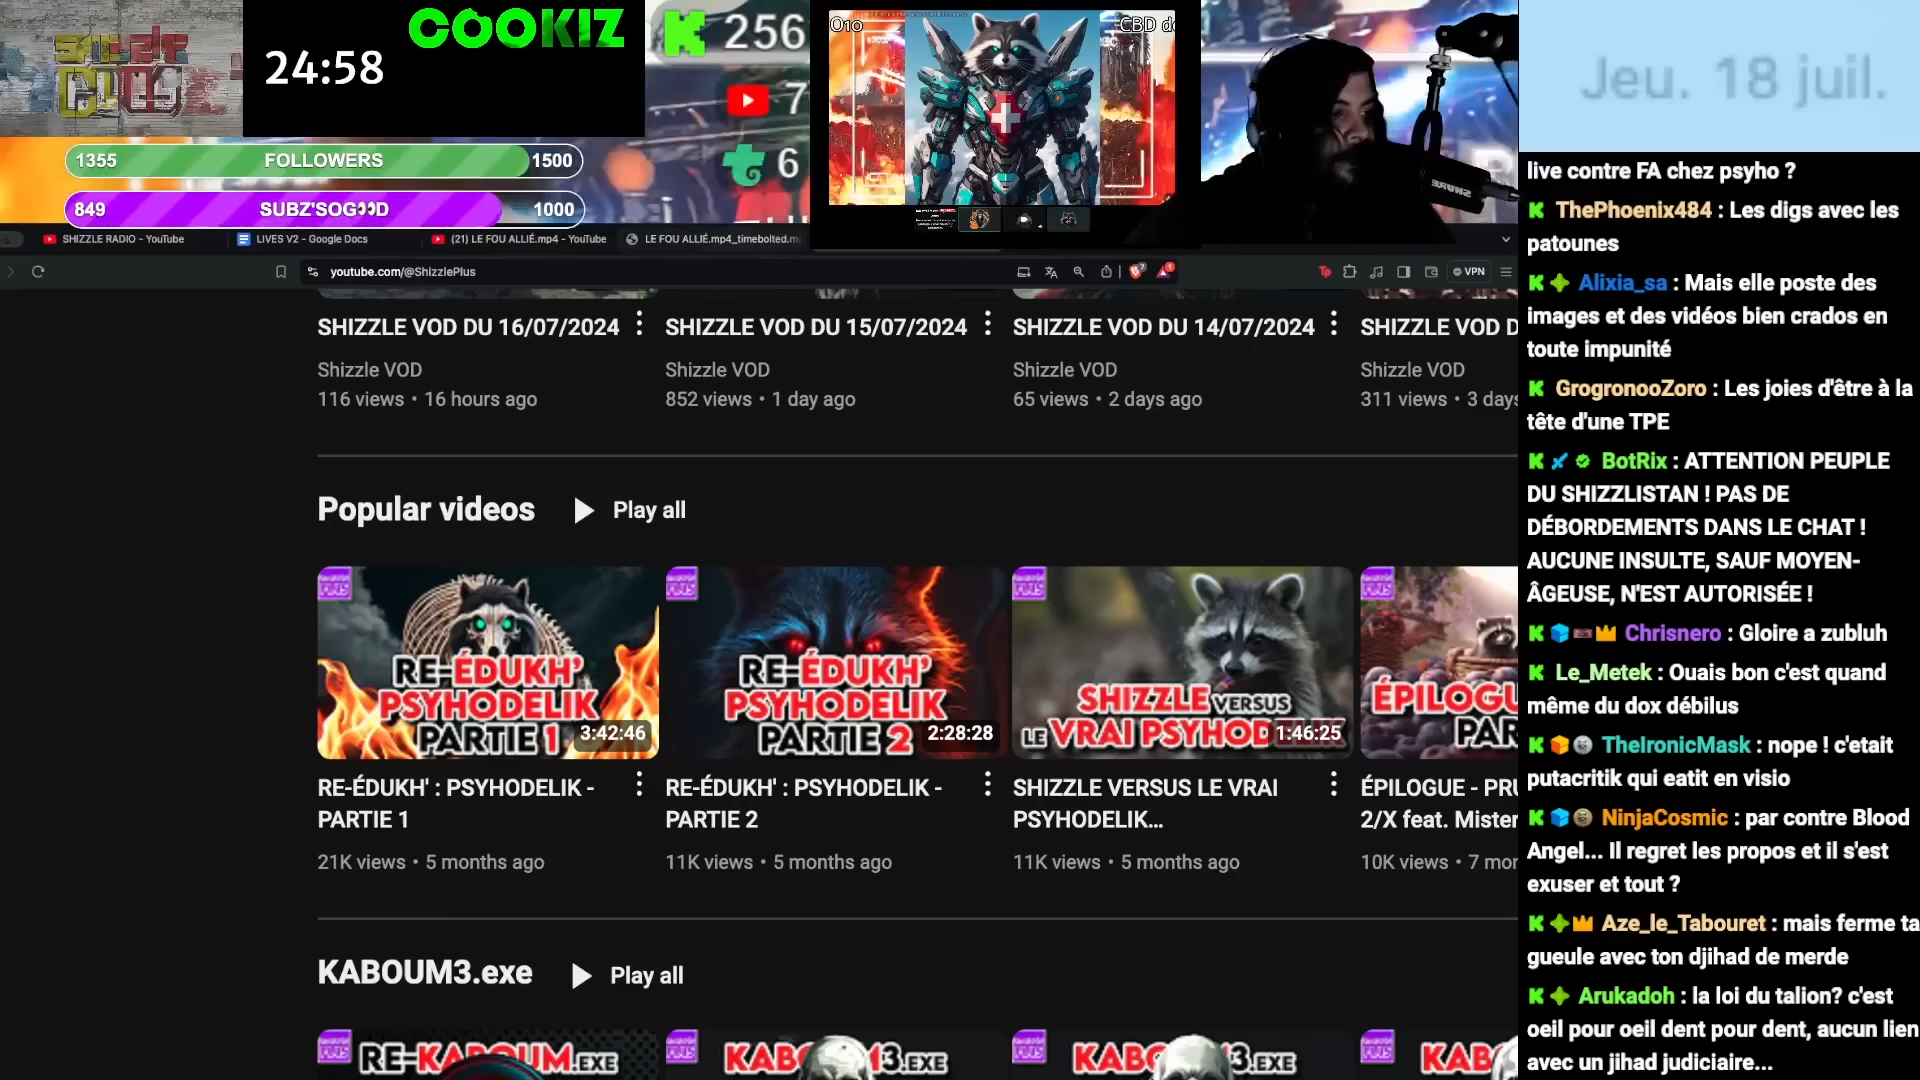 24:58
COOKIZ
256
7
6
O1o
CBD
Jeu. 18 juil.
1355 FOLLOWERS 1500
849 SUBZ'SOG👀D 1000
SHIZZLE RADIO - YouTube
LIVES V2 - Google Docs
(21) LE FOU ALLIÉ.mp4 - YouTube
LE FOU ALLIÉ.mp4_timebolted.m
youtube.com/@ShizzlePlus
VPN
SHIZZLE VOD DU 16/07/2024
Shizzle VOD
116 views • 16 hours ago
SHIZZLE VOD DU 15/07/2024
Shizzle VOD
852 views • 1 day ago
SHIZZLE VOD DU 14/07/2024
Shizzle VOD
65 views • 2 days ago
SHIZZLE VOD D
Shizzle VOD
311 views • 3 days
Popular videos
Play all
RE-ÉDUKH'
PSYHODELIK
PARTIE 1
3:42:46
RE-ÉDUKH'
PSYHODELIK
PARTIE 2
2:28:28
SHIZZLE VERSUS
LE VRAI PSYHOD
1:46:25
ÉPILOGU
PAR
RE-ÉDUKH' : PSYHODELIK -
PARTIE 1
21K views • 5 months ago
RE-ÉDUKH' : PSYHODELIK -
PARTIE 2
11K views • 5 months ago
SHIZZLE VERSUS LE VRAI
PSYHODELIK...
11K views • 5 months ago
ÉPILOGUE - PRU
2/X feat. Mister
10K views • 7 mon
KABOUM3.exe
Play all
RE-KABOUM.EXE
3.EXE
3.EXE
live contre FA chez psyho ?
ThePhoenix484 : Les digs avec les
patounes
Alixia_sa : Mais elle poste des
images et des vidéos bien crados en
toute impunité
GrogronooZoro : Les joies d'être à la
tête d'une TPE
BotRix : ATTENTION PEUPLE
DU SHIZZLISTAN ! PAS DE
DÉBORDEMENTS DANS LE CHAT !
AUCUNE INSULTE, SAUF MOYEN-
ÂGEUSE, N'EST AUTORISÉE !
Chrisnero : Gloire a zubluh
Le_Metek : Ouais bon c'est quand
même du dox débilus
TheIronicMask : nope ! c'etait
putacritik qui eatit en visio
NinjaCosmic : par contre Blood
Angel... Il regret les propos et il s'est
exuser et tout ?
Aze_le_Tabouret : mais ferme ta
gueule avec ton djihad de merde
Arukadoh : la loi du talion? c'est
oeil pour oeil dent pour dent, aucun lien
avec un jihad judiciaire...